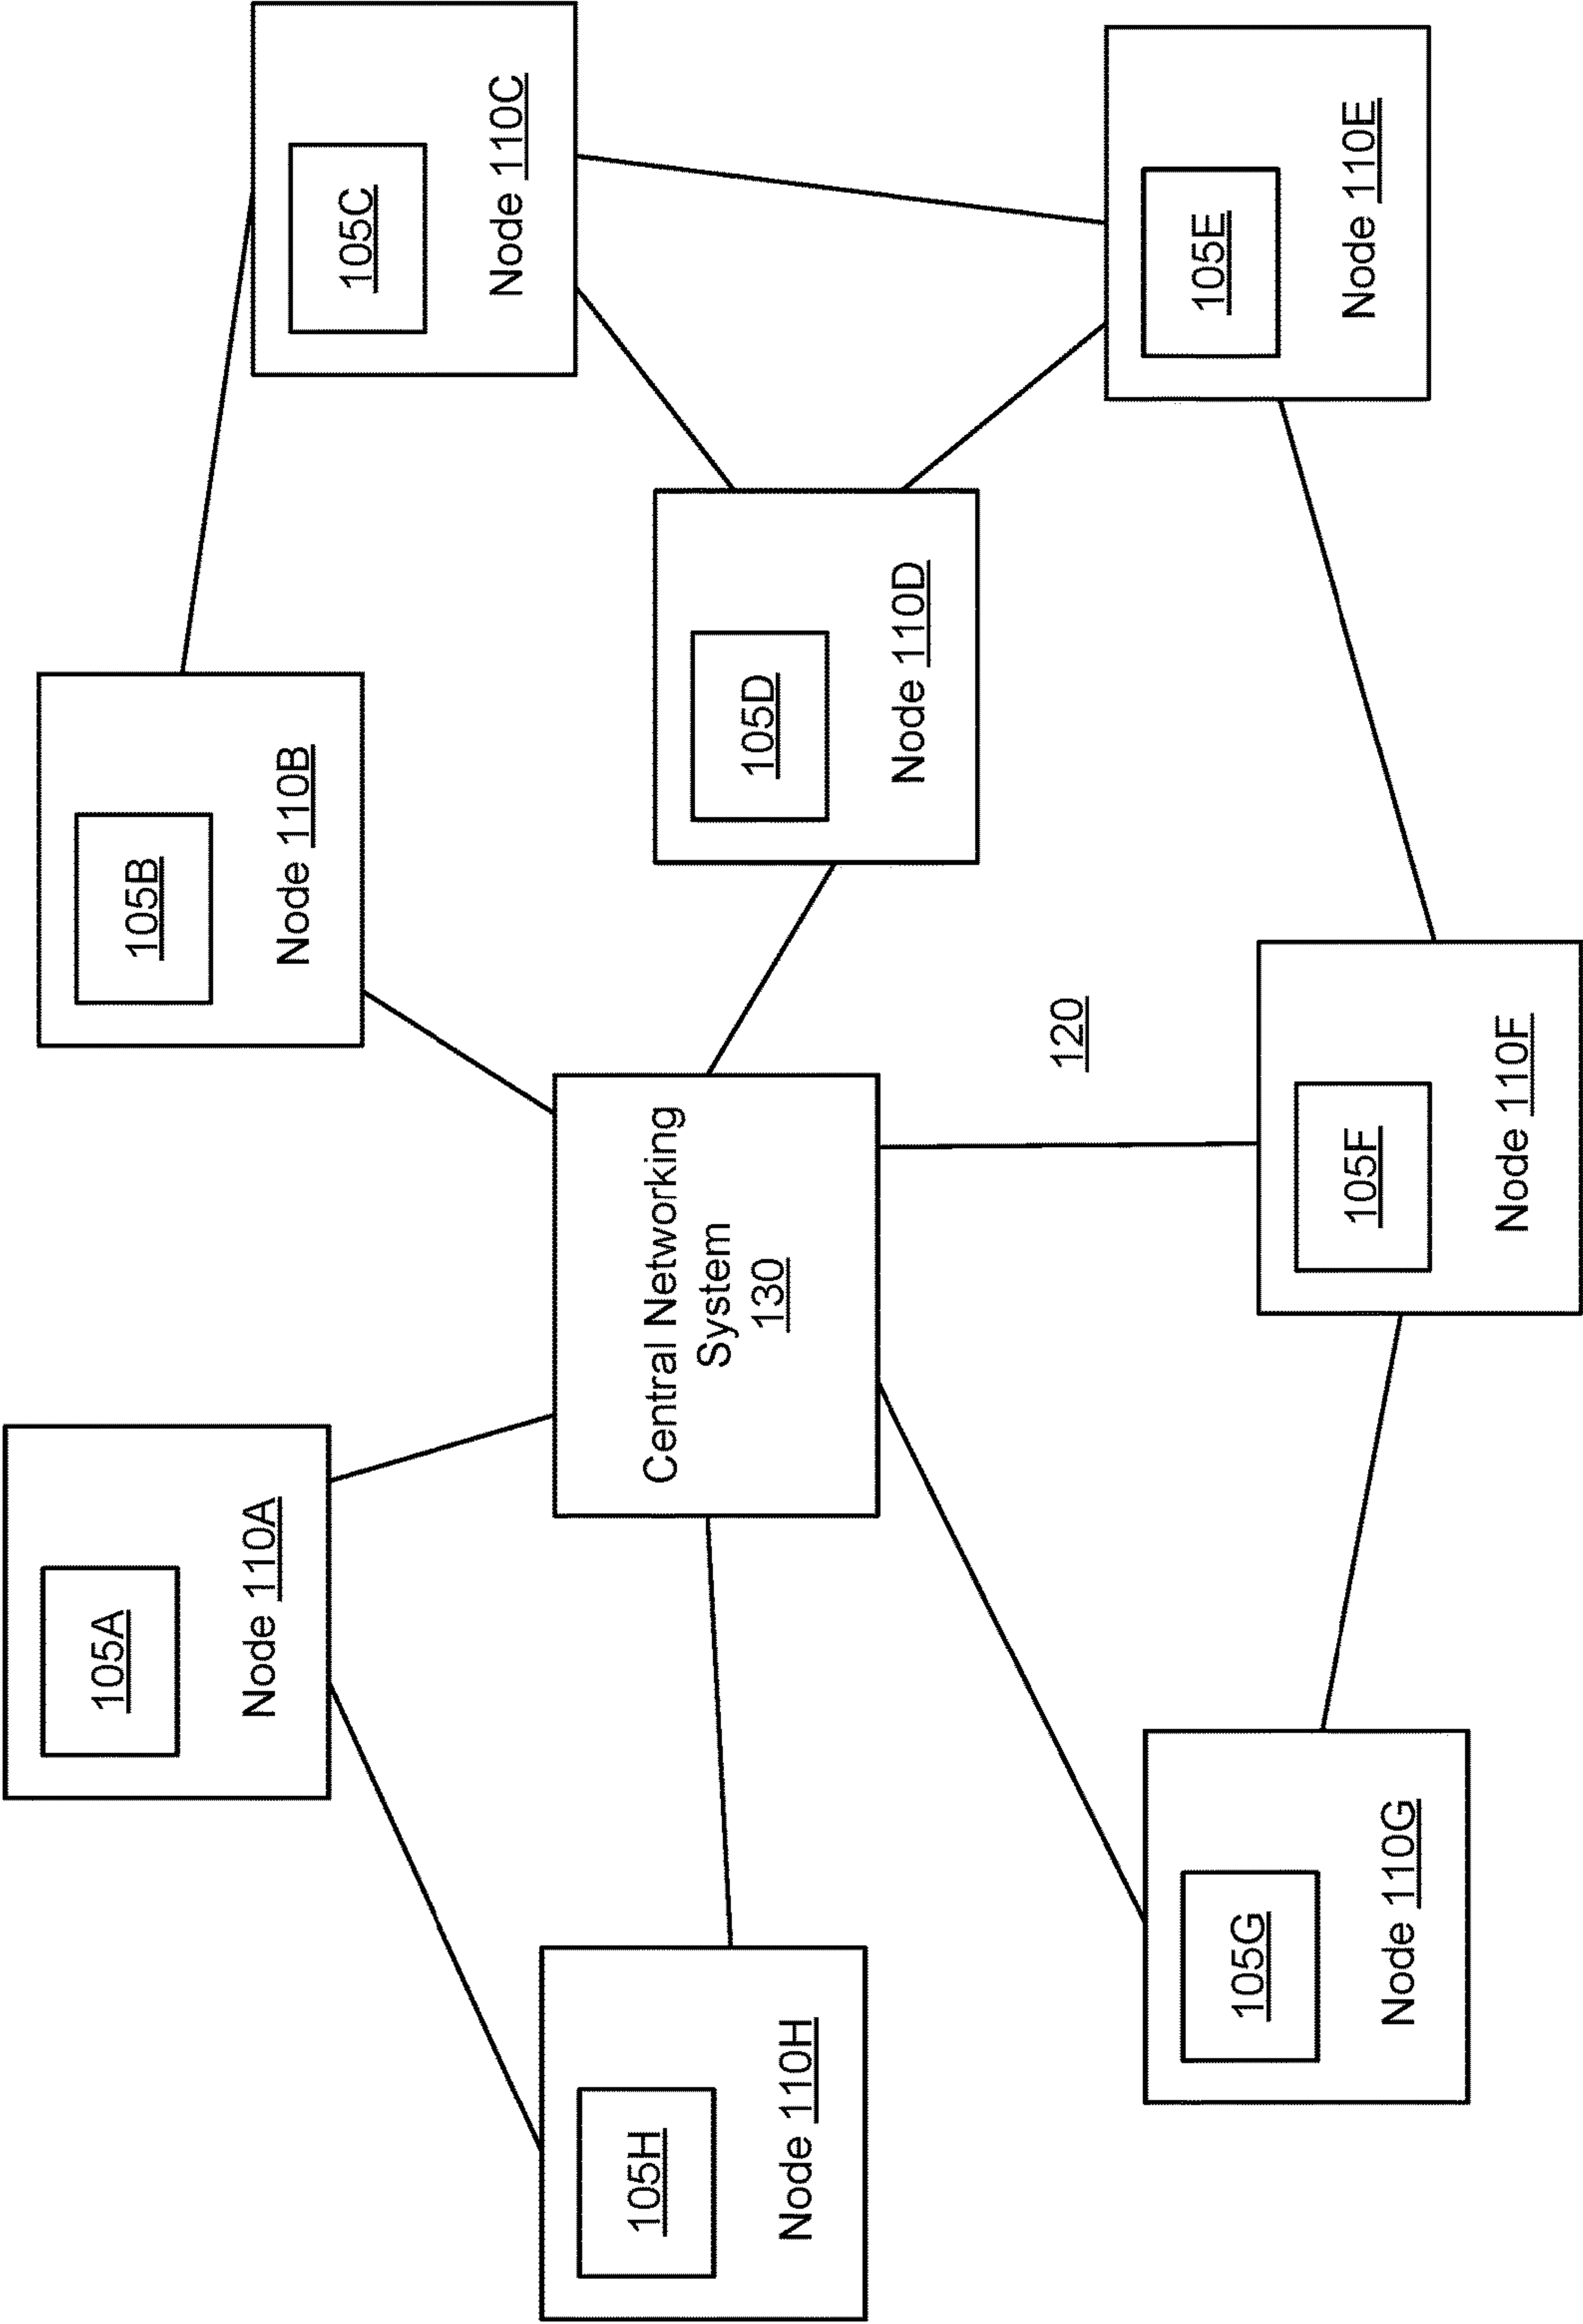 105A
Node 110A
105B
Node 110B
105C
Node 110C
105H
Node 110H
Central Networking
System
130
105D
Node 110D
120
105G
Node 110G
105F
Node 110F
105E
Node 110E